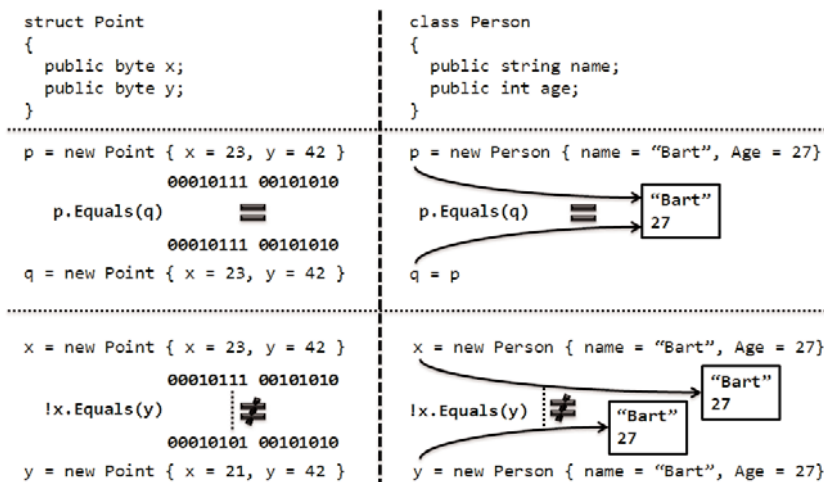 struct Point
{
public byte x;
public byte y;
}
class Person
{
public string name;
public int age;
}
p = new Point { x = 23, y = 42 }
00010111 00101010
p.Equals(q)
00010111 00101010
q = new Point { x = 23, y = 42 }
p = new Person { name = “Bart”, Age = 27}
p.Equals(q)
“Bart”
27
q = p
x = new Point { x = 23, y = 42 }
00010111 00101010
!x.Equals(y)
00010101 00101010
y = new Point { x = 21, y = 42 }
x = new Person { name = “Bart”, Age = 27}
“Bart”
27
!x.Equals(y)
“Bart”
27
y = new Person { name = “Bart”, Age = 27}